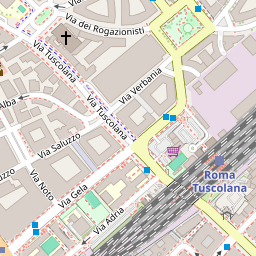 Via dei Rogazionisti
Via Tuscolana
Via Verbania
Alba
Via Tuscolana
Via Saluzzo
Roma
Tuscolana
uzzo
Via Noto
Via Gela
Via Adria